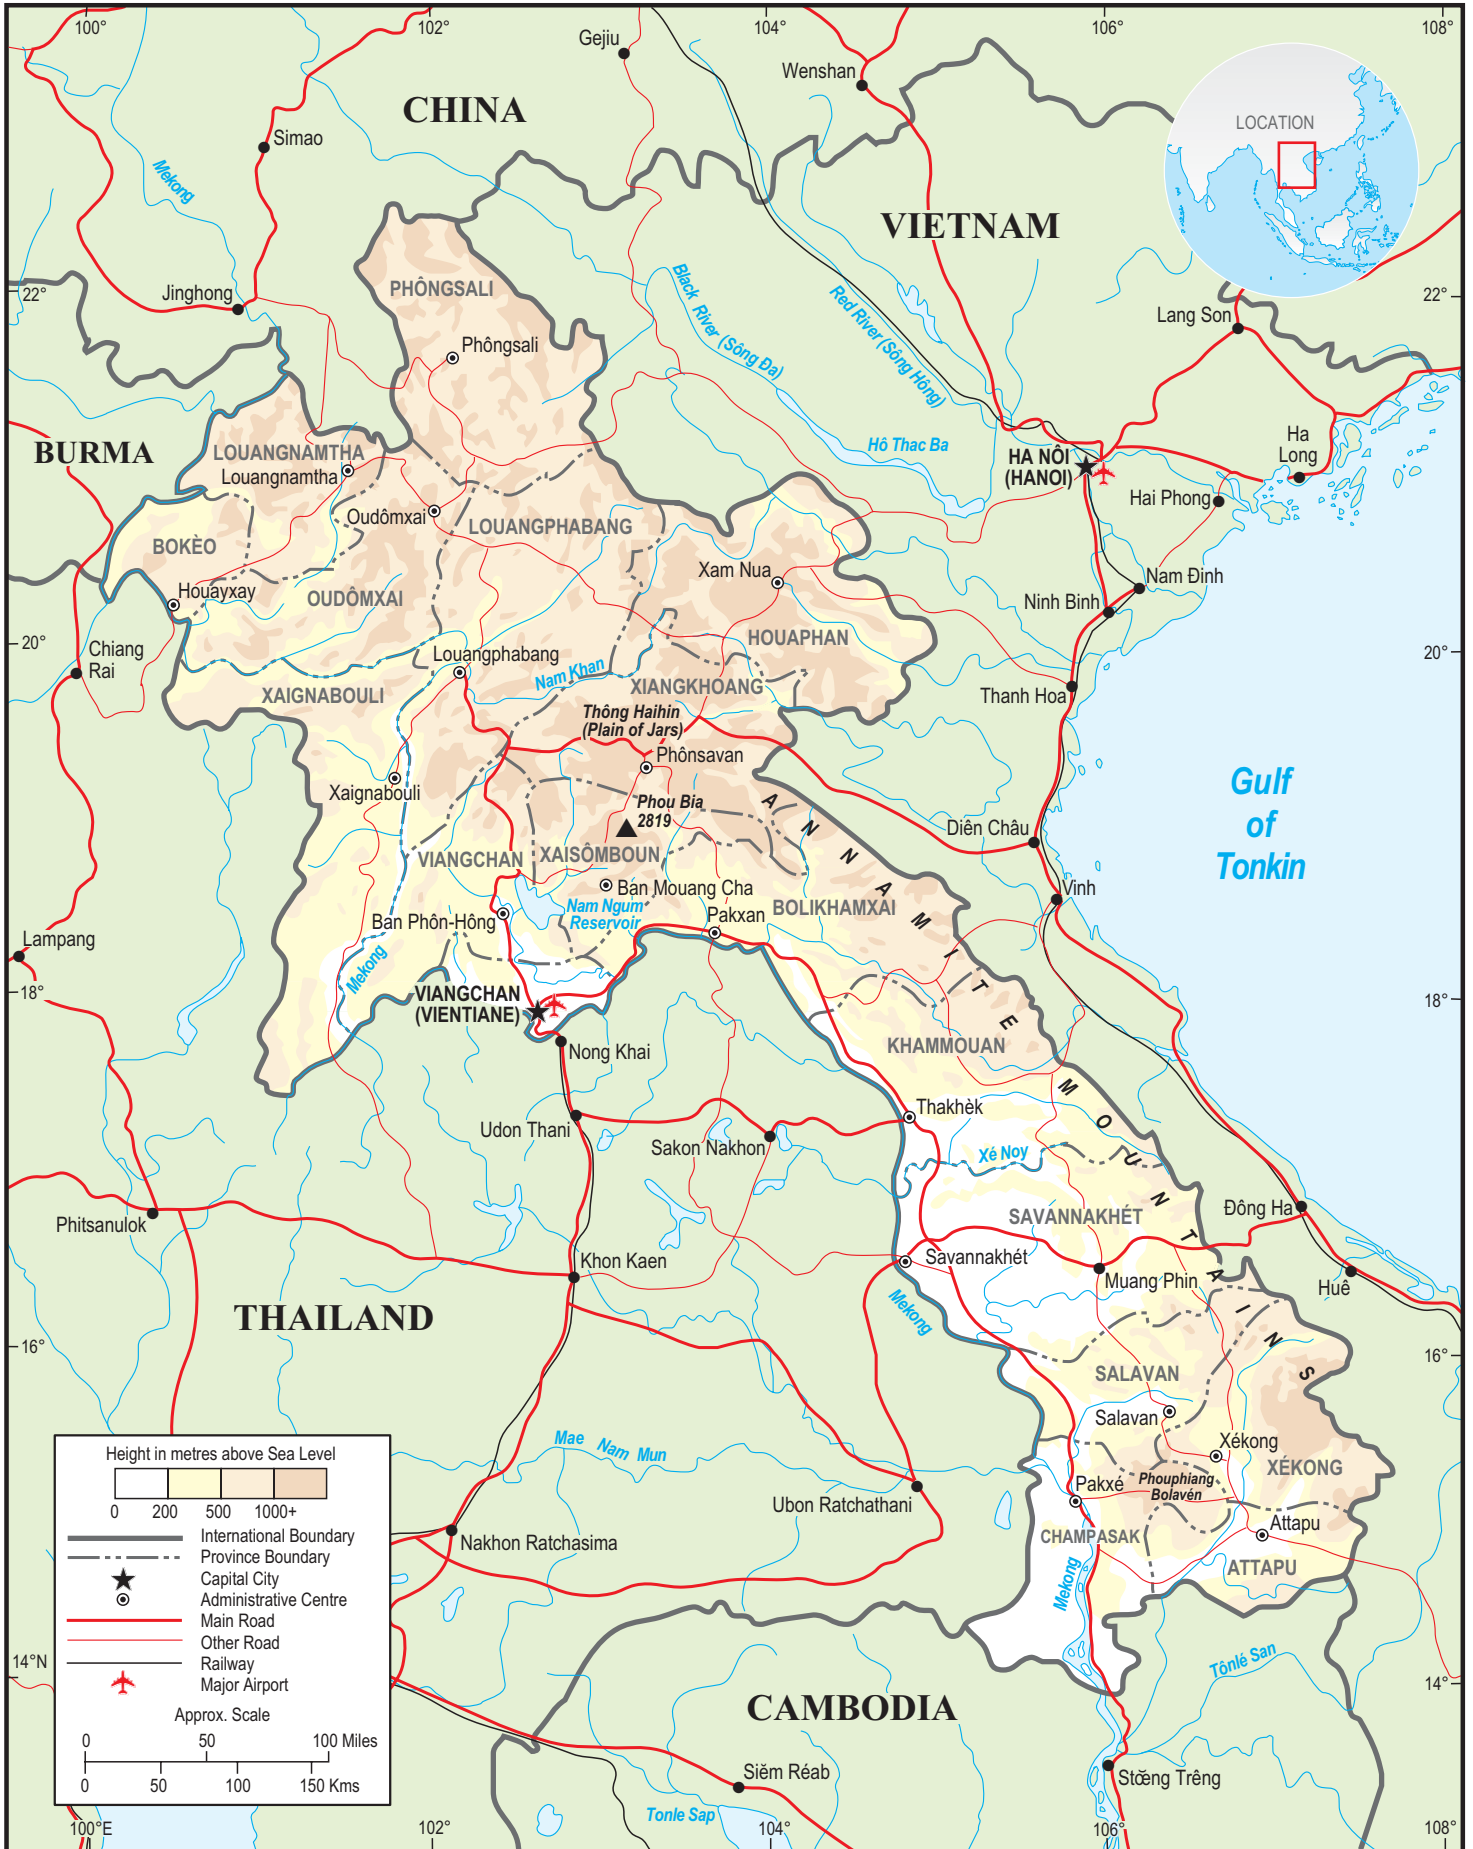 100°
102°
104°
106°
108°
Gejiu
Wenshan
CHINA
Simao
LOCATION
Mekong
VIETNAM
22°
Jinghong
PHÔNGSALI
Black River (Sông Đa)
Red River (Sông Hông)
22°
Lang Son
Phôngsali
BURMA
LOUANGNAMTHA
Louangnamtha
Hô Thac Ba
HA NÔI
(HANOI)
Ha
Long
Hai Phong
Oudômxai
LOUANGPHABANG
BOKÈO
Xam Nua
Nam Đinh
Houayxay
OUDÔMXAI
Ninh Binh
HOUAPHAN
20°
Chiang
Rai
Louangphabang
20°
Nam Khan
XIANGKHOANG
XAIGNABOULI
Thanh Hoa
Thông Haihin
(Plain of Jars)
Phônsavan
Xaignabouli
Phou Bia
2819
Gulf
of
Tonkin
ANNAMITE MOUNTAINS
Diên Châu
VIANGCHAN
XAISÔMBOUN
Ban Mouang Cha
Vinh
BOLIKHAMXAI
Nam Ngum
Reservoir
Pakxan
Ban Phôn-Hông
Lampang
Mekong
18°
VIANGCHAN
(VIENTIANE)
18°
KHAMMOUAN
Nong Khai
Thakhèk
Udon Thani
Sakon Nakhon
Xé Noy
Phitsanulok
SAVANNAKHÉT
Đông Ha
Khon Kaen
Savannakhét
Muang Phin
Huê
THAILAND
Mekong
16°
16°
SALAVAN
Salavan
Mae Nam Mun
Xékong
XÉKONG
Pakxé
Phouphiang
Bolavén
Ubon Ratchathani
Attapu
CHAMPASAK
Nakhon Ratchasima
ATTAPU
Mekong
Height in metres above Sea Level
0 200 500 1000+
International Boundary
Province Boundary
Capital City
Administrative Centre
Main Road
Other Road
Railway
Major Airport
Approx. Scale
0 50 100 Miles
0 50 100 150 Kms
14°N
Tônlé San
14°
CAMBODIA
Siĕm Réab
Stœ̆ng Trêng
Tonle Sap
100°E
102°
104°
106°
108°